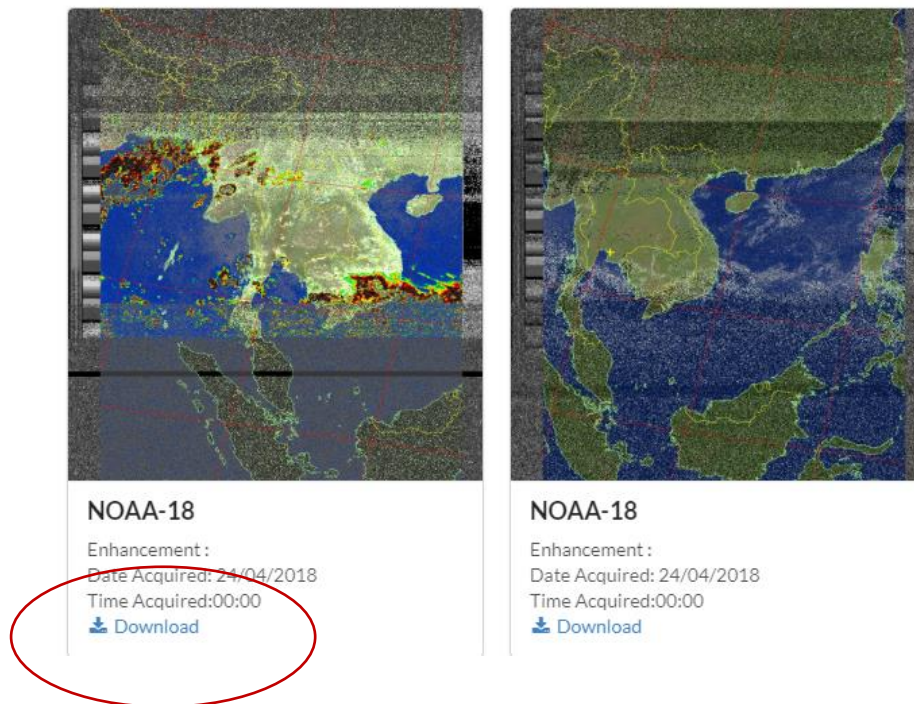 NOAA-18
Enhancement :
Date Acquired: 24/04/2018
Time Acquired:00:00
Download
NOAA-18
Enhancement :
Date Acquired: 24/04/2018
Time Acquired:00:00
Download